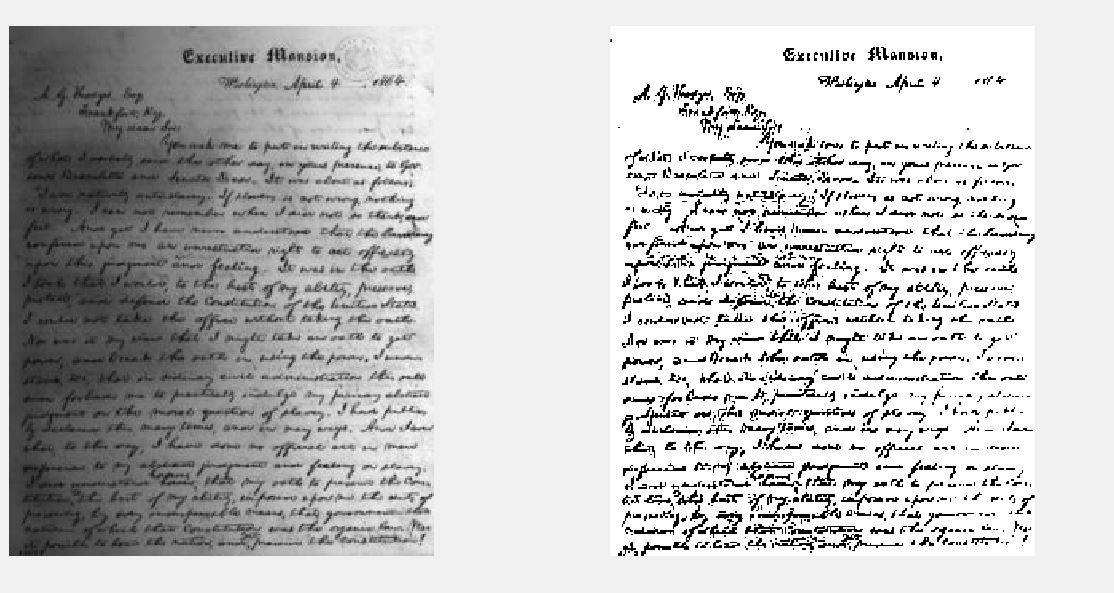 Executive Mansion,
Washington, April 4, 1864.
A. G. Hodges, Esq
Frankfort, Ky.
My dear Sir:
You ask me to put in writing the substance
of what I verbally said the other day, in your presence, to Gov.
Bramlette and Senator Dixon. It was about as follows:
I am naturally anti-slavery. If slavery is not wrong, nothing
is wrong. I can not remember when I did not so think, and
feel. And yet I have never understood that the Presidency
conferred upon me an unrestricted right to act officially
upon this judgment and feeling. It was in the oath
I took that I would, to the best of my ability, preserve,
protect, and defend the Constitution of the United States.
I could not take the office without taking the oath.
Nor was it my view that I might take an oath to get
power, and break the oath in using the power. I under-
stood, too, that in ordinary civil administration this oath
even forbade me to practically indulge my primary abstract
judgment on the moral question of slavery. I had public-
ly declared this many times, and in many ways. And I aver
that, to this day, I have done no official act in mere
deference to my abstract judgment and feeling on slavery.
I did understand however, that my oath to preserve the con-
stitution to the best of my ability, imposed upon me the duty of
preserving, by every indispensable means, that government—that
nation—of which that Constitution was the organic law. Was
it possible to lose the nation, and yet preserve the constitution?